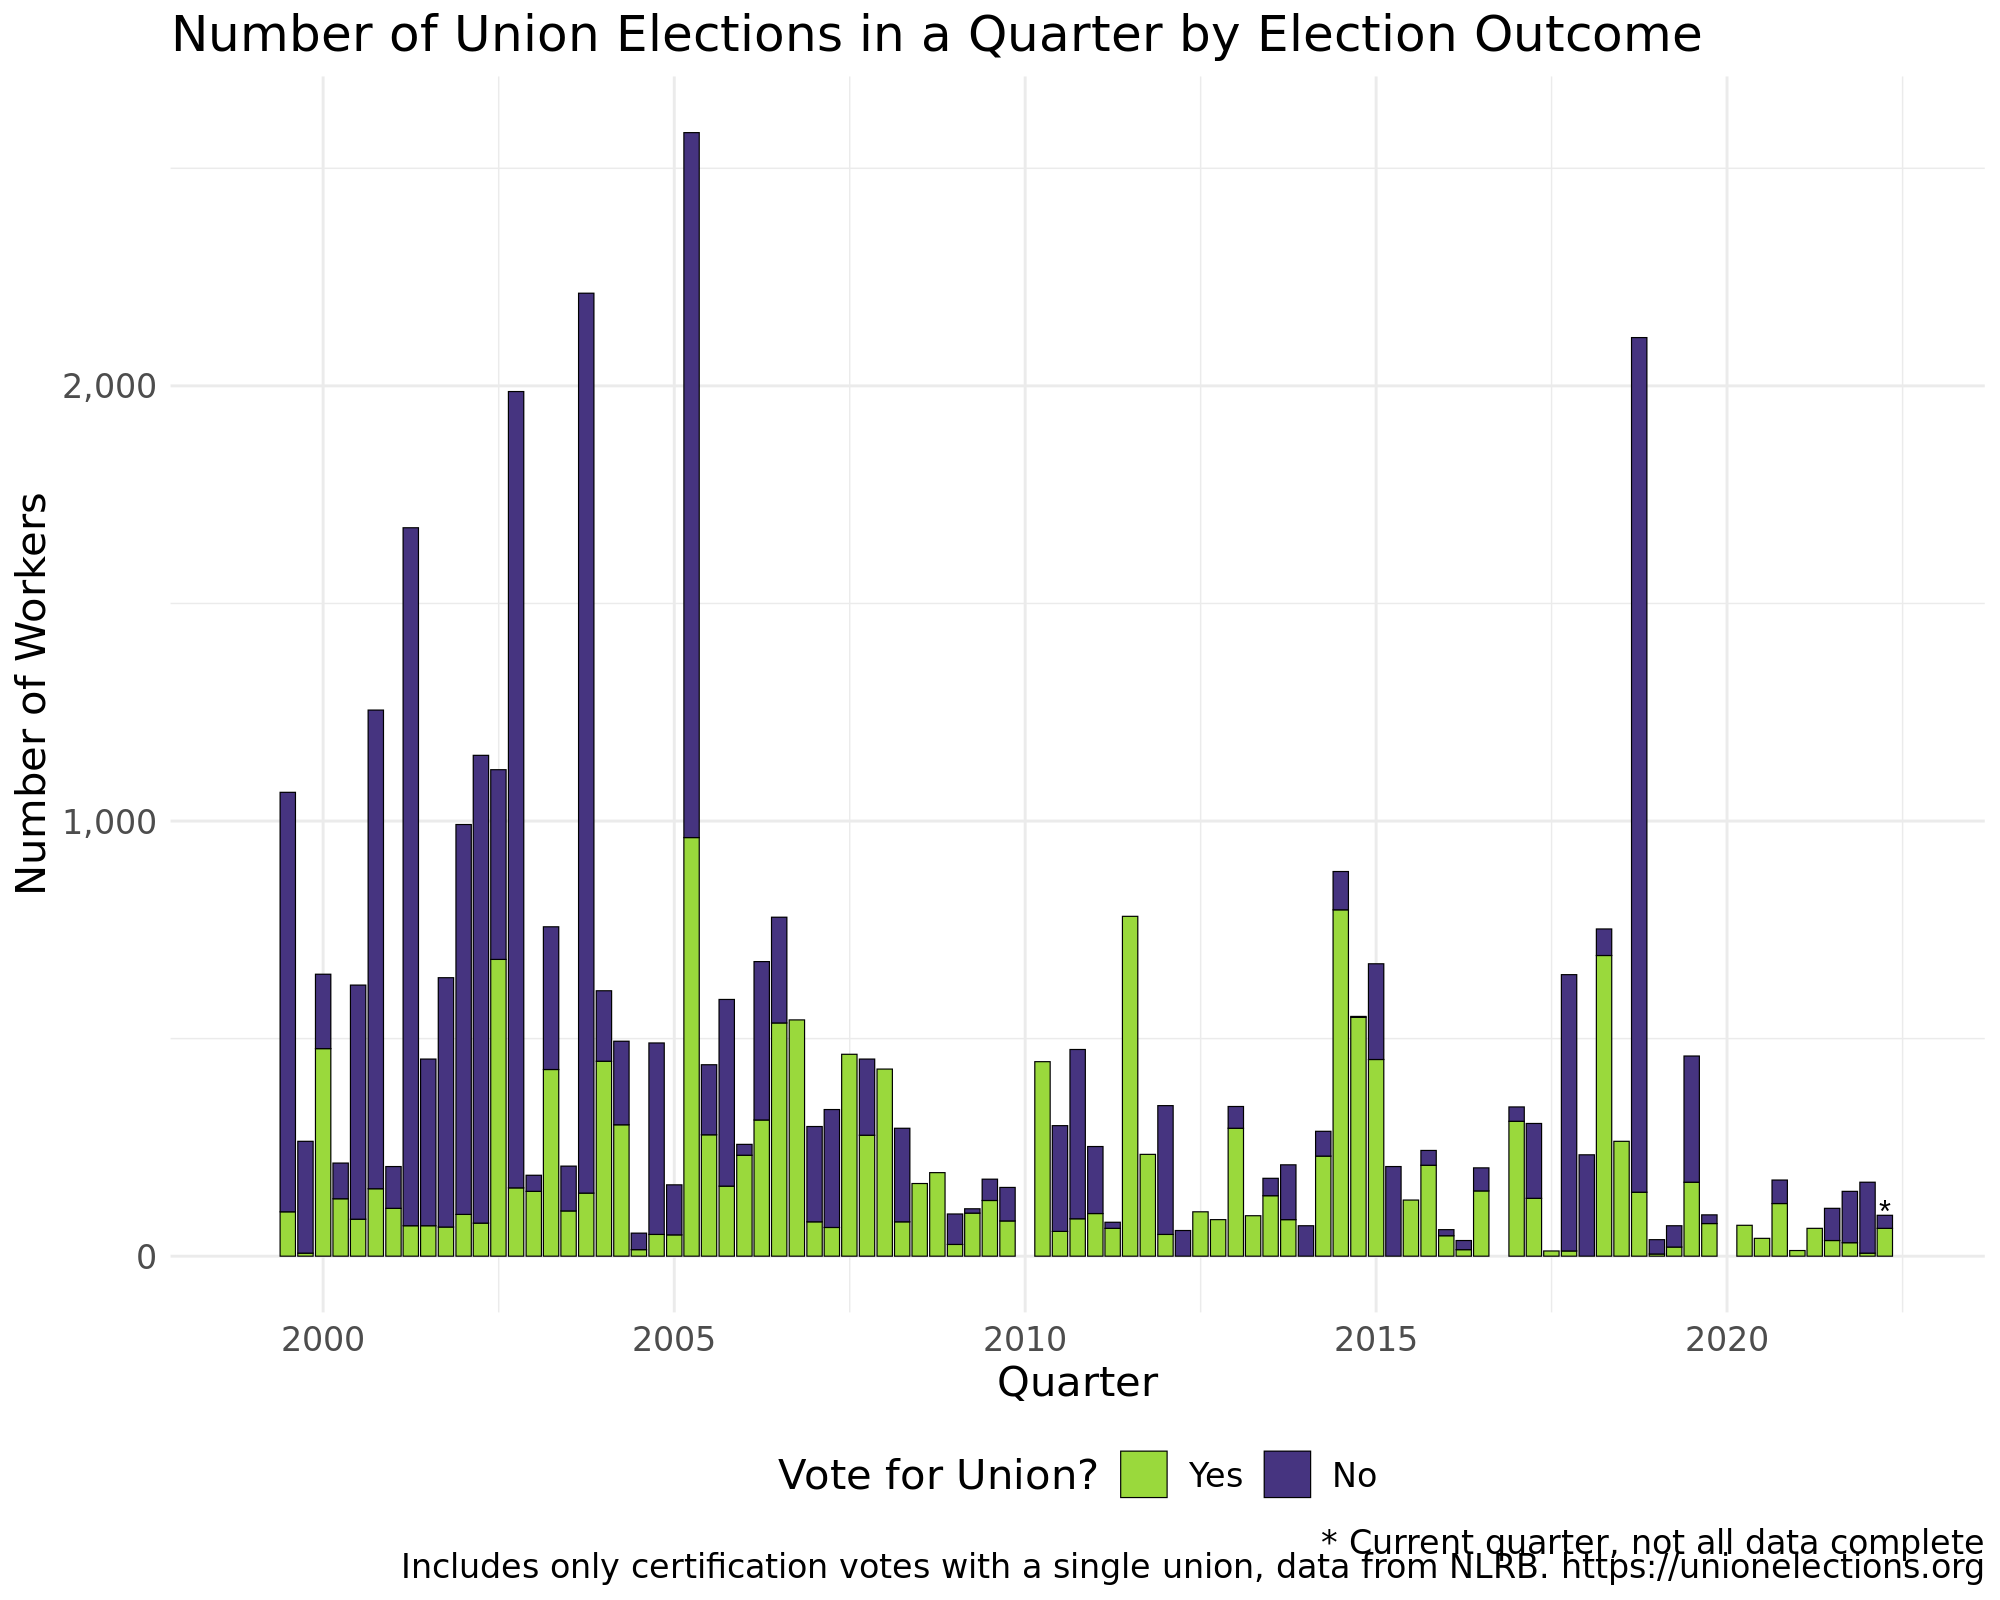 Number of Union Elections in a Quarter by Election Outcome
Number of Workers
2,000
1,000
0
*
2000 2005 2010 2015 2020
Quarter
Vote for Union? Yes No
* Current quarter, not all data complete
Includes only certification votes with a single union, data from NLRB. https://unionelections.org